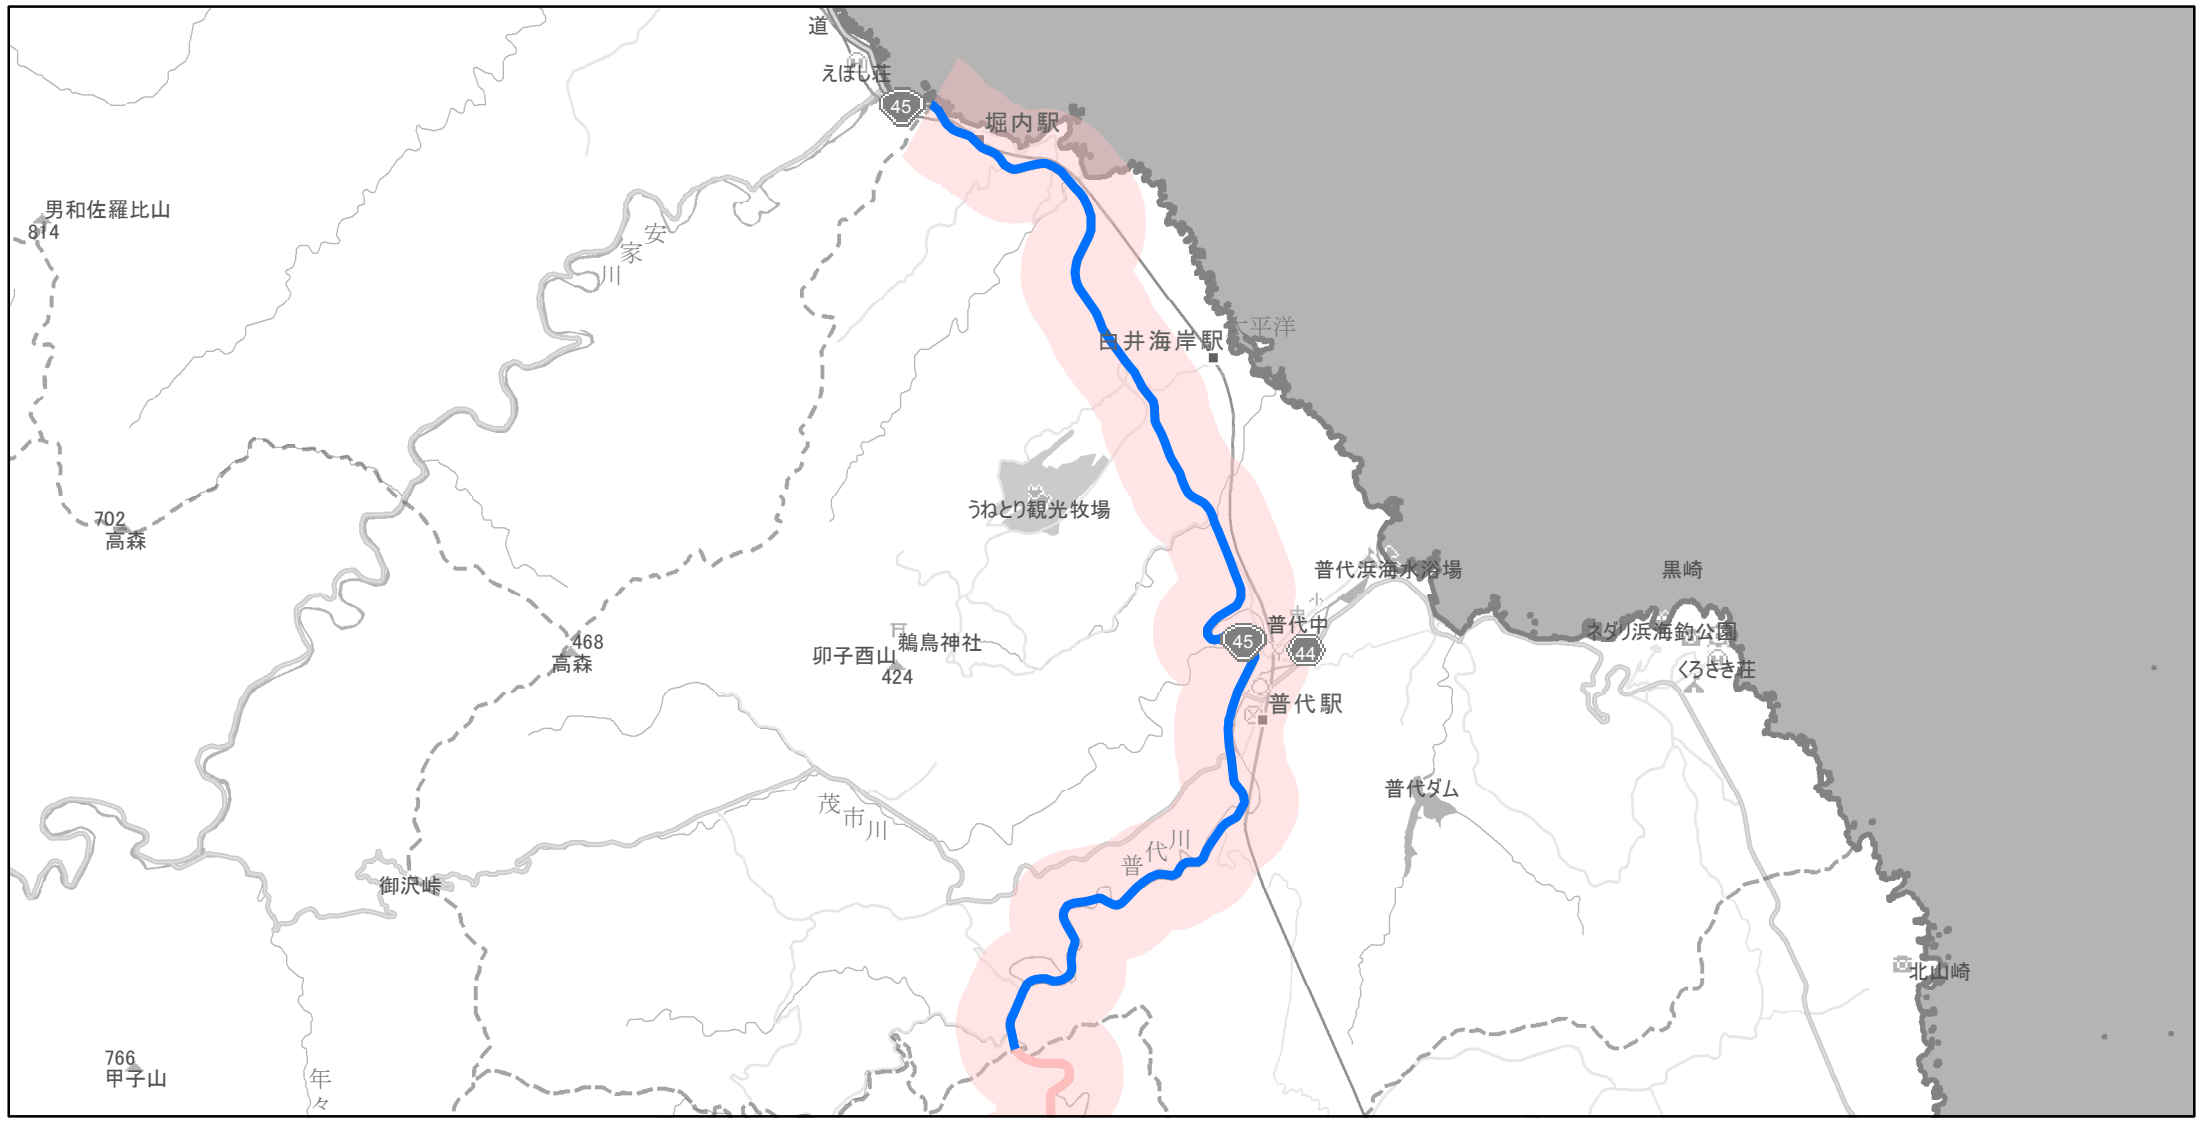 道
えぼし荘
45
堀内駅
男和佐羅比山
814
安
家
川
太平洋
白井海岸駅
うねとり観光牧場
702
高森
普代浜海水浴場
黒崎
小
中
普代中
ネダリ浜海釣公園
468
高森
鵜鳥神社
卯子酉山
424
45
44
くろさき荘
普代駅
普代ダム
茂市川
普代川
御沢峠
北山崎
766
甲子山
年々